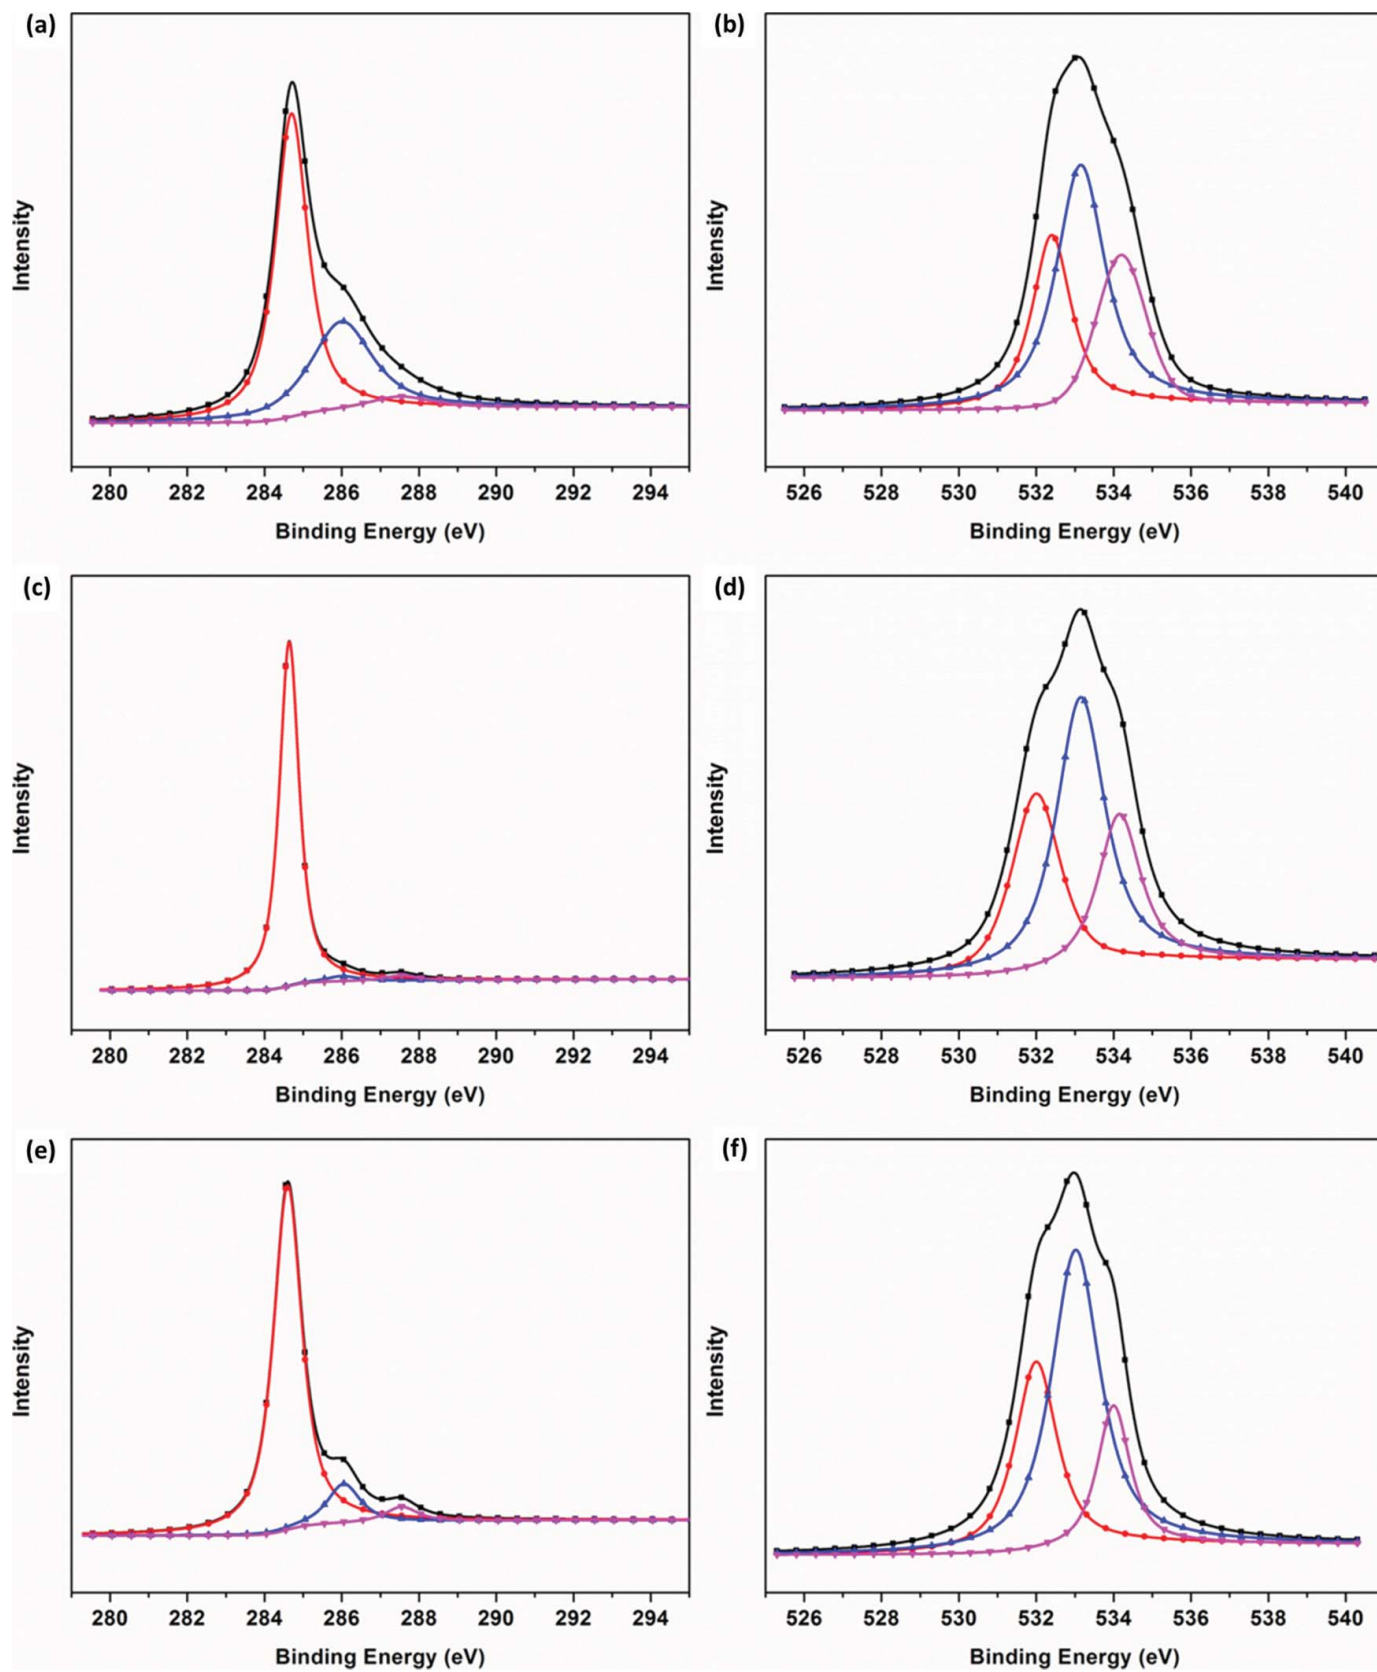 (a)
Intensity
280 282 284 286 288 290 292 294
Binding Energy (eV)
(b)
Intensity
526 528 530 532 534 536 538 540
Binding Energy (eV)
(c)
Intensity
280 282 284 286 288 290 292 294
Binding Energy (eV)
(d)
Intensity
526 528 530 532 534 536 538 540
Binding Energy (eV)
(e)
Intensity
280 282 284 286 288 290 292 294
Binding Energy (eV)
(f)
Intensity
526 528 530 532 534 536 538 540
Binding Energy (eV)